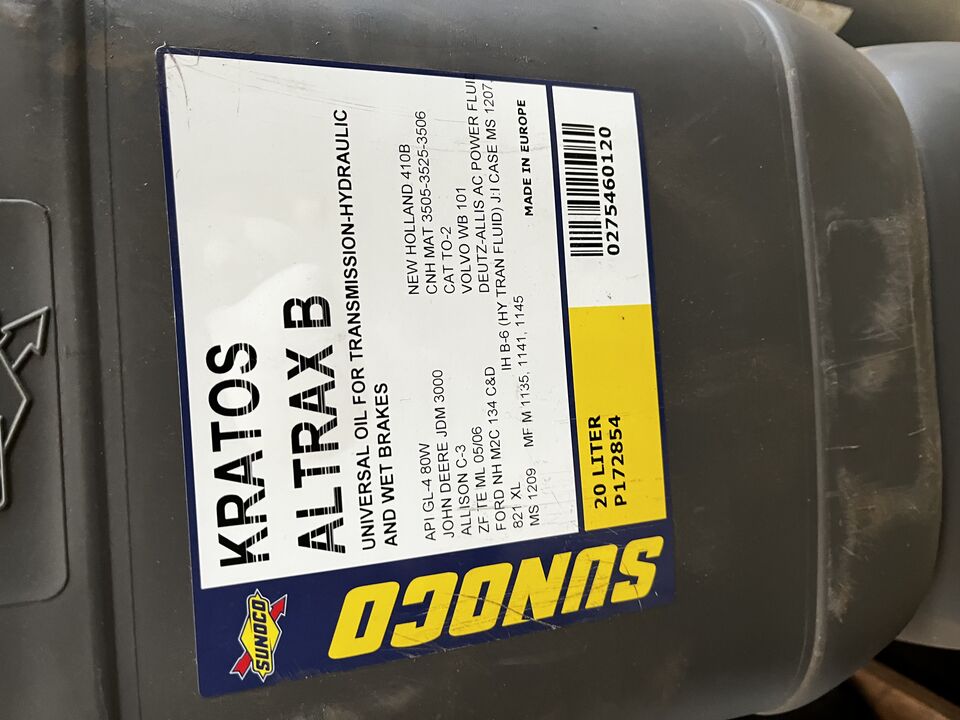 KRATOS
ALTRAX B
UNIVERSAL OIL FOR TRANSMISSION-HYDRAULIC
AND WET BRAKES
API GL-4 80W
JOHN DEERE JDM 3000
ALLISON C-3
ZF TE ML 05/06
FORD NH M2C 134 C&D
821 XL
MS 1209
NEW HOLLAND 410B
CNH MAT 3505-3525-3506
CAT TO-2
VOLVO WB 101
DEUTZ-ALLIS AC POWER FLUI
IH B-6 (HY TRAN FLUID) J:I CASE MS 1207,
MF M 1135, 1141, 1145
MADE IN EUROPE
20 LITER
P172854
0275460120
SUNOCO
SUNOCO